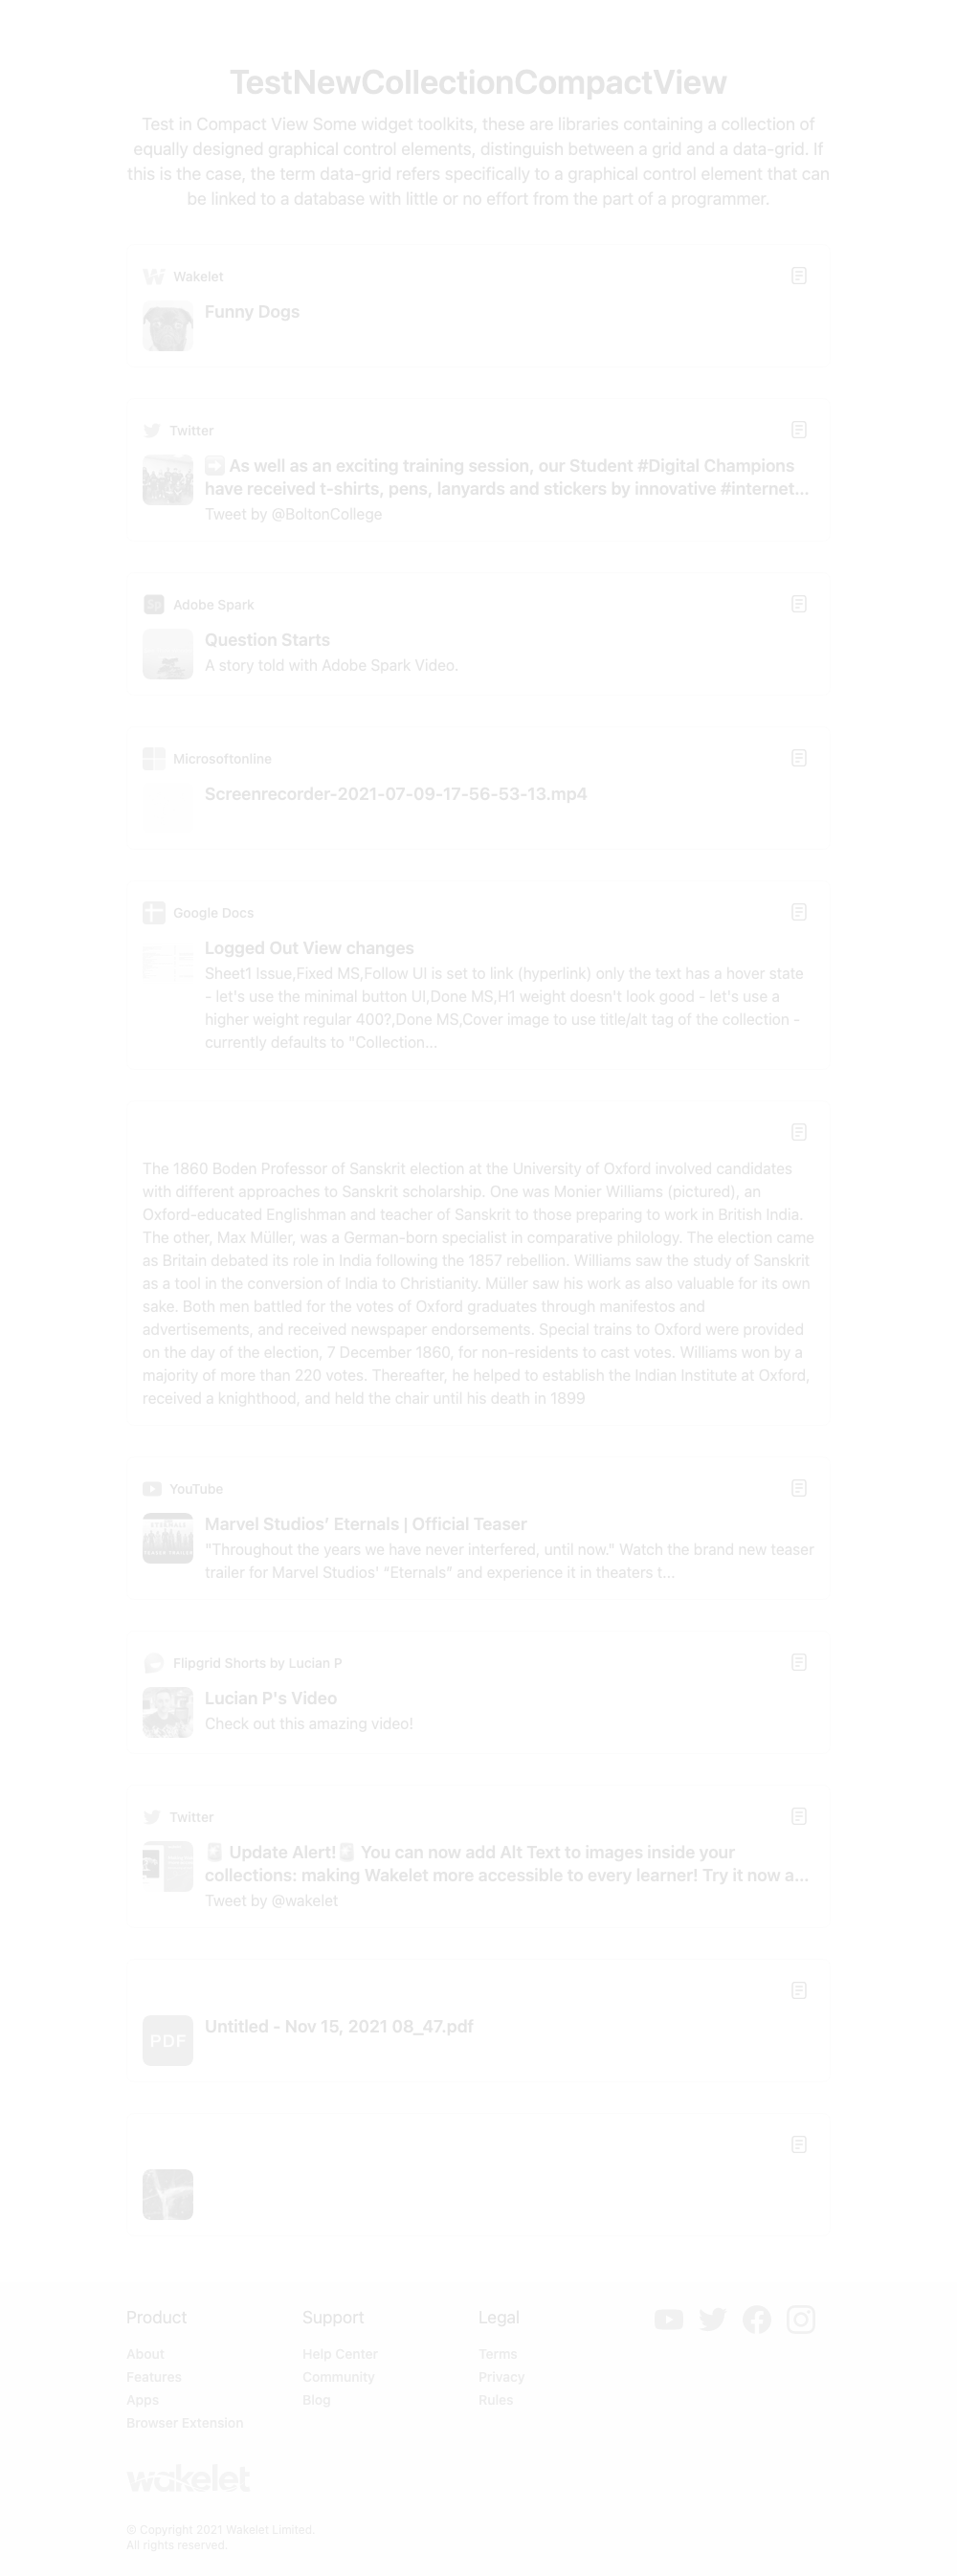 TestNewCollectionCompactView
Test in Compact View Some widget toolkits, these are libraries containing a collection of
equally designed graphical control elements, distinguish between a grid and a data-grid. If
this is the case, the term data-grid refers specifically to a graphical control element that can
be linked to a database with little or no effort from the part of a programmer.
Wakelet
Funny Dogs
Twitter
➡ As well as an exciting training session, our Student #Digital Champions
have received t-shirts, pens, lanyards and stickers by innovative #internet...
Tweet by @BoltonCollege
Adobe Spark
Question Starts
A story told with Adobe Spark Video.
Microsoftonline
Screenrecorder-2021-07-09-17-56-53-13.mp4
Google Docs
Logged Out View changes
Sheet1 Issue,Fixed MS,Follow UI is set to link (hyperlink) only the text has a hover state
- let's use the minimal button UI,Done MS,H1 weight doesn't look good - let's use a
higher weight regular 400?,Done MS,Cover image to use title/alt tag of the collection -
currently defaults to "Collection...
The 1860 Boden Professor of Sanskrit election at the University of Oxford involved candidates
with different approaches to Sanskrit scholarship. One was Monier Williams (pictured), an
Oxford-educated Englishman and teacher of Sanskrit to those preparing to work in British India.
The other, Max Müller, was a German-born specialist in comparative philology. The election came
as Britain debated its role in India following the 1857 rebellion. Williams saw the study of Sanskrit
as a tool in the conversion of India to Christianity. Müller saw his work as also valuable for its own
sake. Both men battled for the votes of Oxford graduates through manifestos and
advertisements, and received newspaper endorsements. Special trains to Oxford were provided
on the day of the election, 7 December 1860, for non-residents to cast votes. Williams won by a
majority of more than 220 votes. Thereafter, he helped to establish the Indian Institute at Oxford,
received a knighthood, and held the chair until his death in 1899
YouTube
Marvel Studios' Eternals | Official Teaser
"Throughout the years we have never interfered, until now." Watch the brand new teaser
trailer for Marvel Studios' "Eternals" and experience it in theaters t...
Flipgrid Shorts by Lucian P
Lucian P's Video
Check out this amazing video!
Twitter
🚨 Update Alert!🚨 You can now add Alt Text to images inside your
collections: making Wakelet more accessible to every learner! Try it now a...
Tweet by @wakelet
PDF
Untitled - Nov 15, 2021 08_47.pdf
Product
Support
Legal
About
Help Center
Terms
Features
Community
Privacy
Apps
Blog
Rules
Browser Extension
wakelet
© Copyright 2021 Wakelet Limited.
All rights reserved.